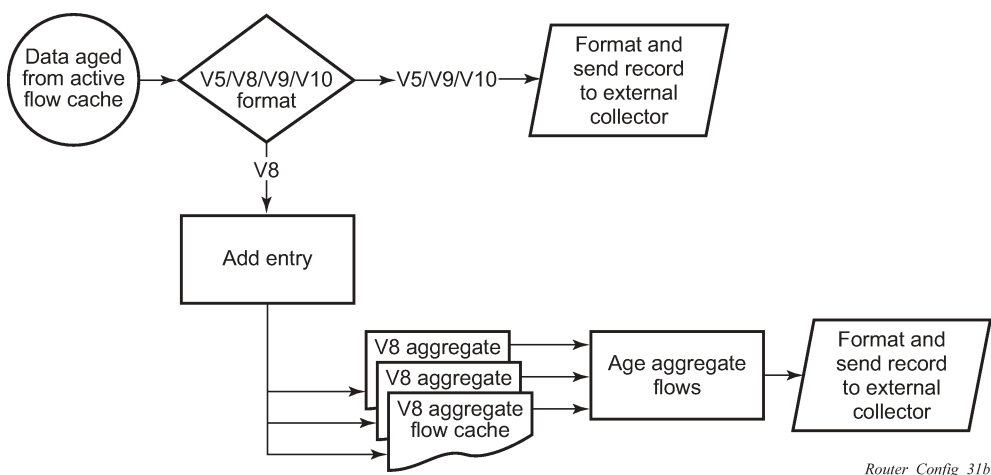 Data aged
from active
flow cache
V5/V8/V9/V10
format
V5/V9/V10
Format and
send record
to external
collector
V8
Add entry
V8 aggregate
V8 aggregate
V8 aggregate
flow cache
Age aggregate
flows
Format and
send record
to external
collector
Router_Config_31b